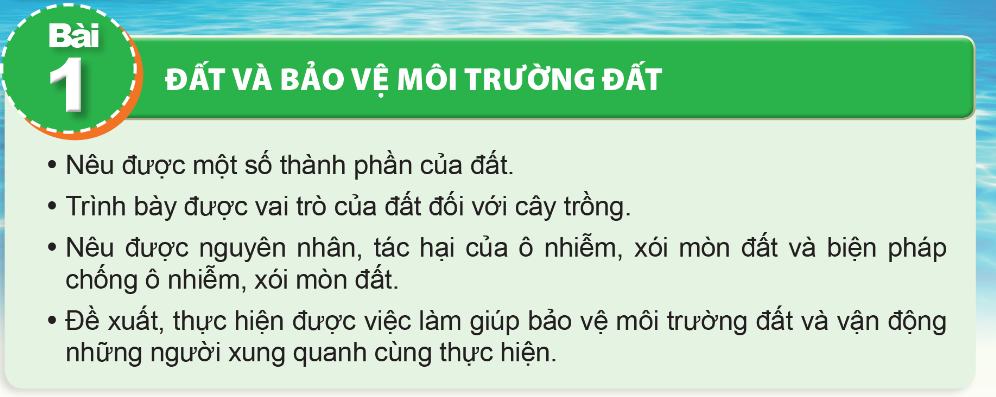 Bài
1
ĐẤT VÀ BẢO VỆ MÔI TRƯỜNG ĐẤT
• Nêu được một số thành phần của đất.
• Trình bày được vai trò của đất đối với cây trồng.
• Nêu được nguyên nhân, tác hại của ô nhiễm, xói mòn đất và biện pháp
chống ô nhiễm, xói mòn đất.
• Đề xuất, thực hiện được việc làm giúp bảo vệ môi trường đất và vận động
những người xung quanh cùng thực hiện.